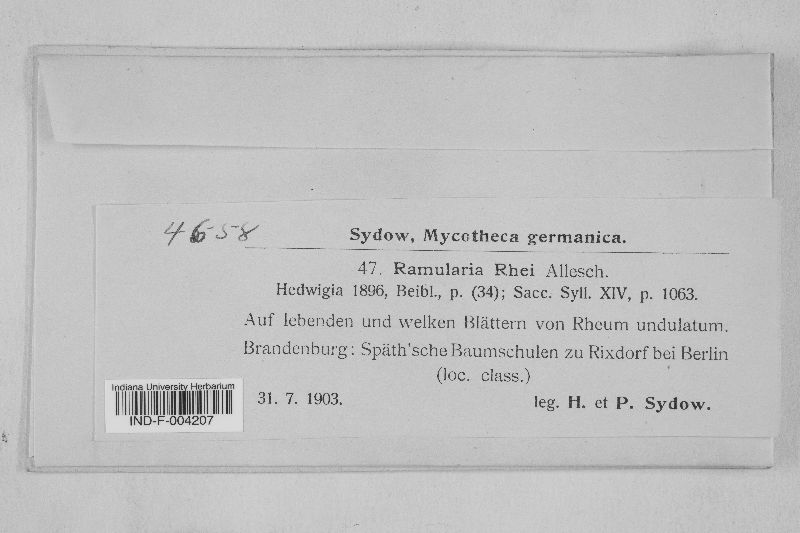 4658
Sydow, Mycotheca germanica.
47. Ramularia Rhei Allesch.
Hedwigia 1896, Beibl., p. (34); Sacc. Syll. XIV, p. 1063.
Auf lebenden und welken Blättern von Rheum undulatum.
Brandenburg: Späth'sche Baumschulen zu Rixdorf bei Berlin
(loc. class.)
31. 7. 1903.
leg. H. et P. Sydow.
Indiana University Herbarium
IND-F-004207